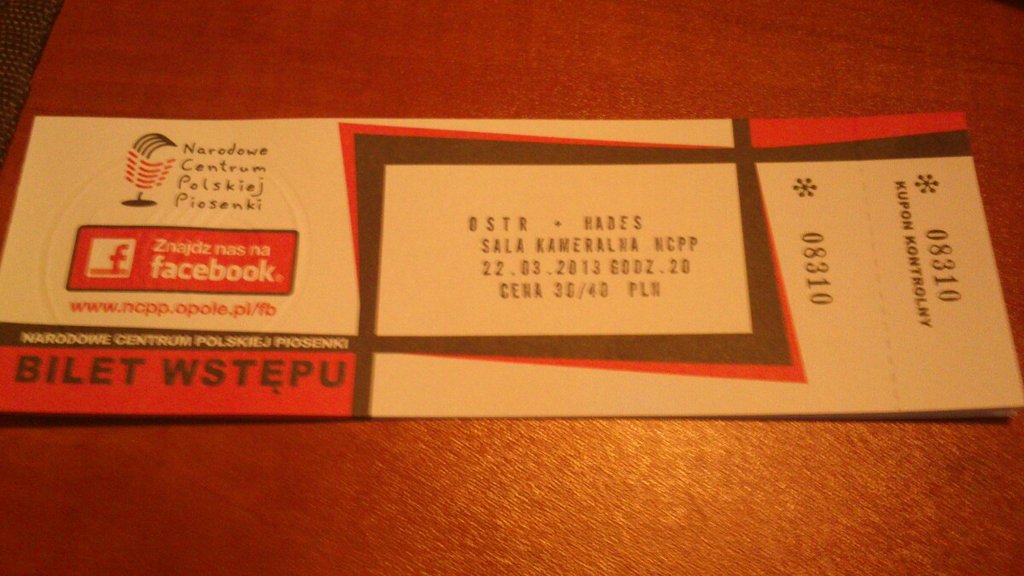 Narodowe
Centrum
Polskiej
Piosenki
f
Znajdz nas na
facebook®
www.ncpp.opole.pl/fb
NARODOWE CENTRUM POLSKIEJ PIOSENKI
BILET WSTĘPU
OSTR + HADES
SALA KAMERALNA NCPP
22.03.2013 GODZ.20
CENA 30/40 PLN
* 08310
* 08310
KUPON KONTROLNY